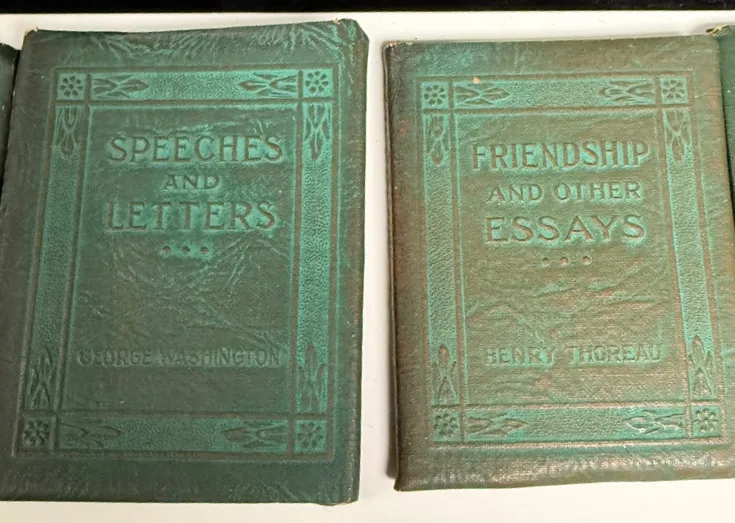 SPEECHES
AND
LETTERS
GEORGE WASHINGTON
FRIENDSHIP
AND OTHER
ESSAYS
HENRY THOREAU